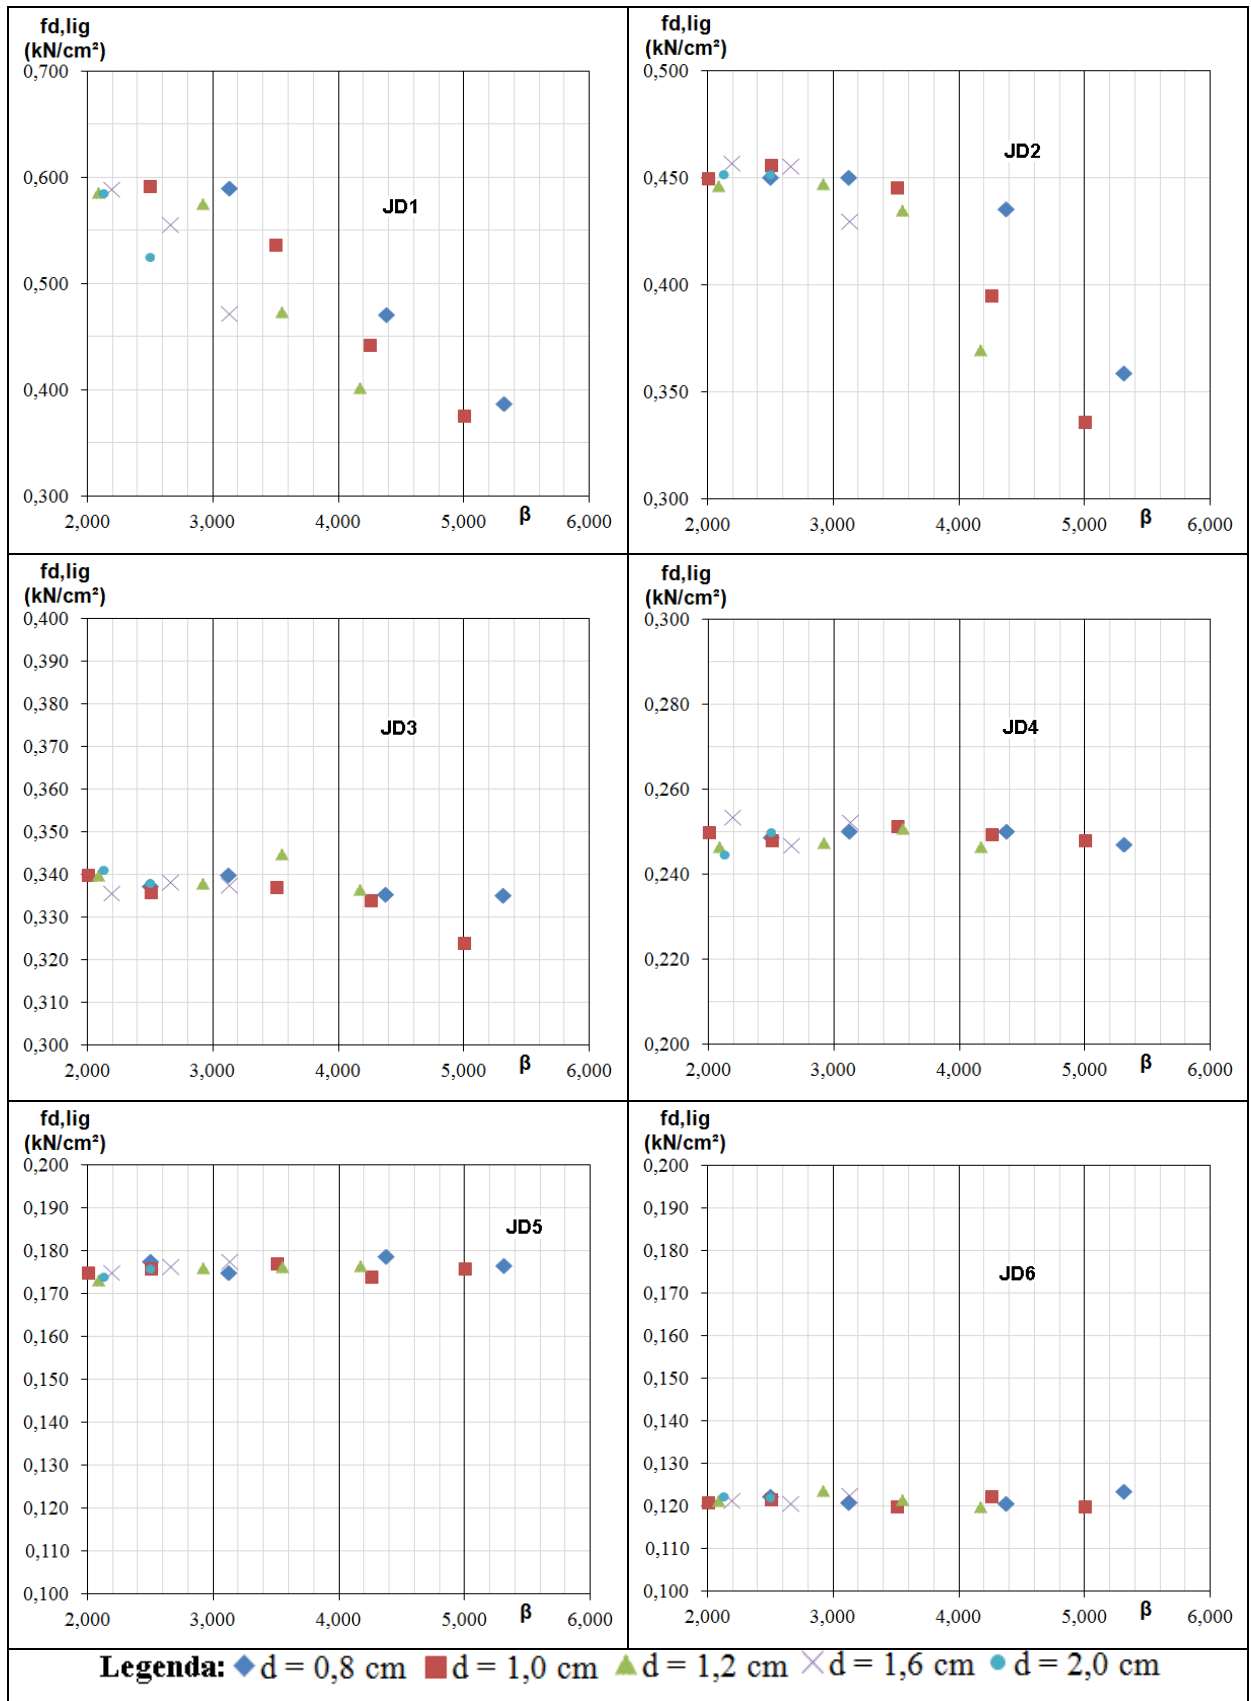 fd,lig
(kN/cm²)
0,700
0,600
0,500
0,400
0,300
2,000 3,000 4,000 5,000 β 6,000
JD1
fd,lig
(kN/cm²)
0,500
0,450
0,400
0,350
0,300
2,000 3,000 4,000 5,000 β 6,000
JD2
fd,lig
(kN/cm²)
0,400
0,390
0,380
0,370
0,360
0,350
0,340
0,330
0,320
0,310
0,300
2,000 3,000 4,000 5,000 β 6,000
JD3
fd,lig
(kN/cm²)
0,300
0,280
0,260
0,240
0,220
0,200
2,000 3,000 4,000 5,000 β 6,000
JD4
fd,lig
(kN/cm²)
0,200
0,190
0,180
0,170
0,160
0,150
0,140
0,130
0,120
0,110
0,100
2,000 3,000 4,000 5,000 β 6,000
JD5
fd,lig
(kN/cm²)
0,200
0,190
0,180
0,170
0,160
0,150
0,140
0,130
0,120
0,110
0,100
2,000 3,000 4,000 5,000 β 6,000
JD6
Legenda: d = 0,8 cm d = 1,0 cm d = 1,2 cm d = 1,6 cm d = 2,0 cm